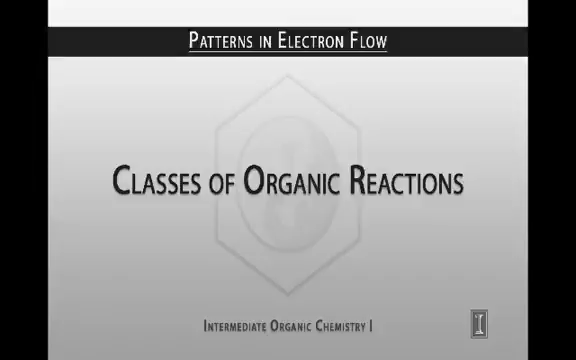 Patterns in Electron Flow
Classes of Organic Reactions
Intermediate Organic Chemistry I
I